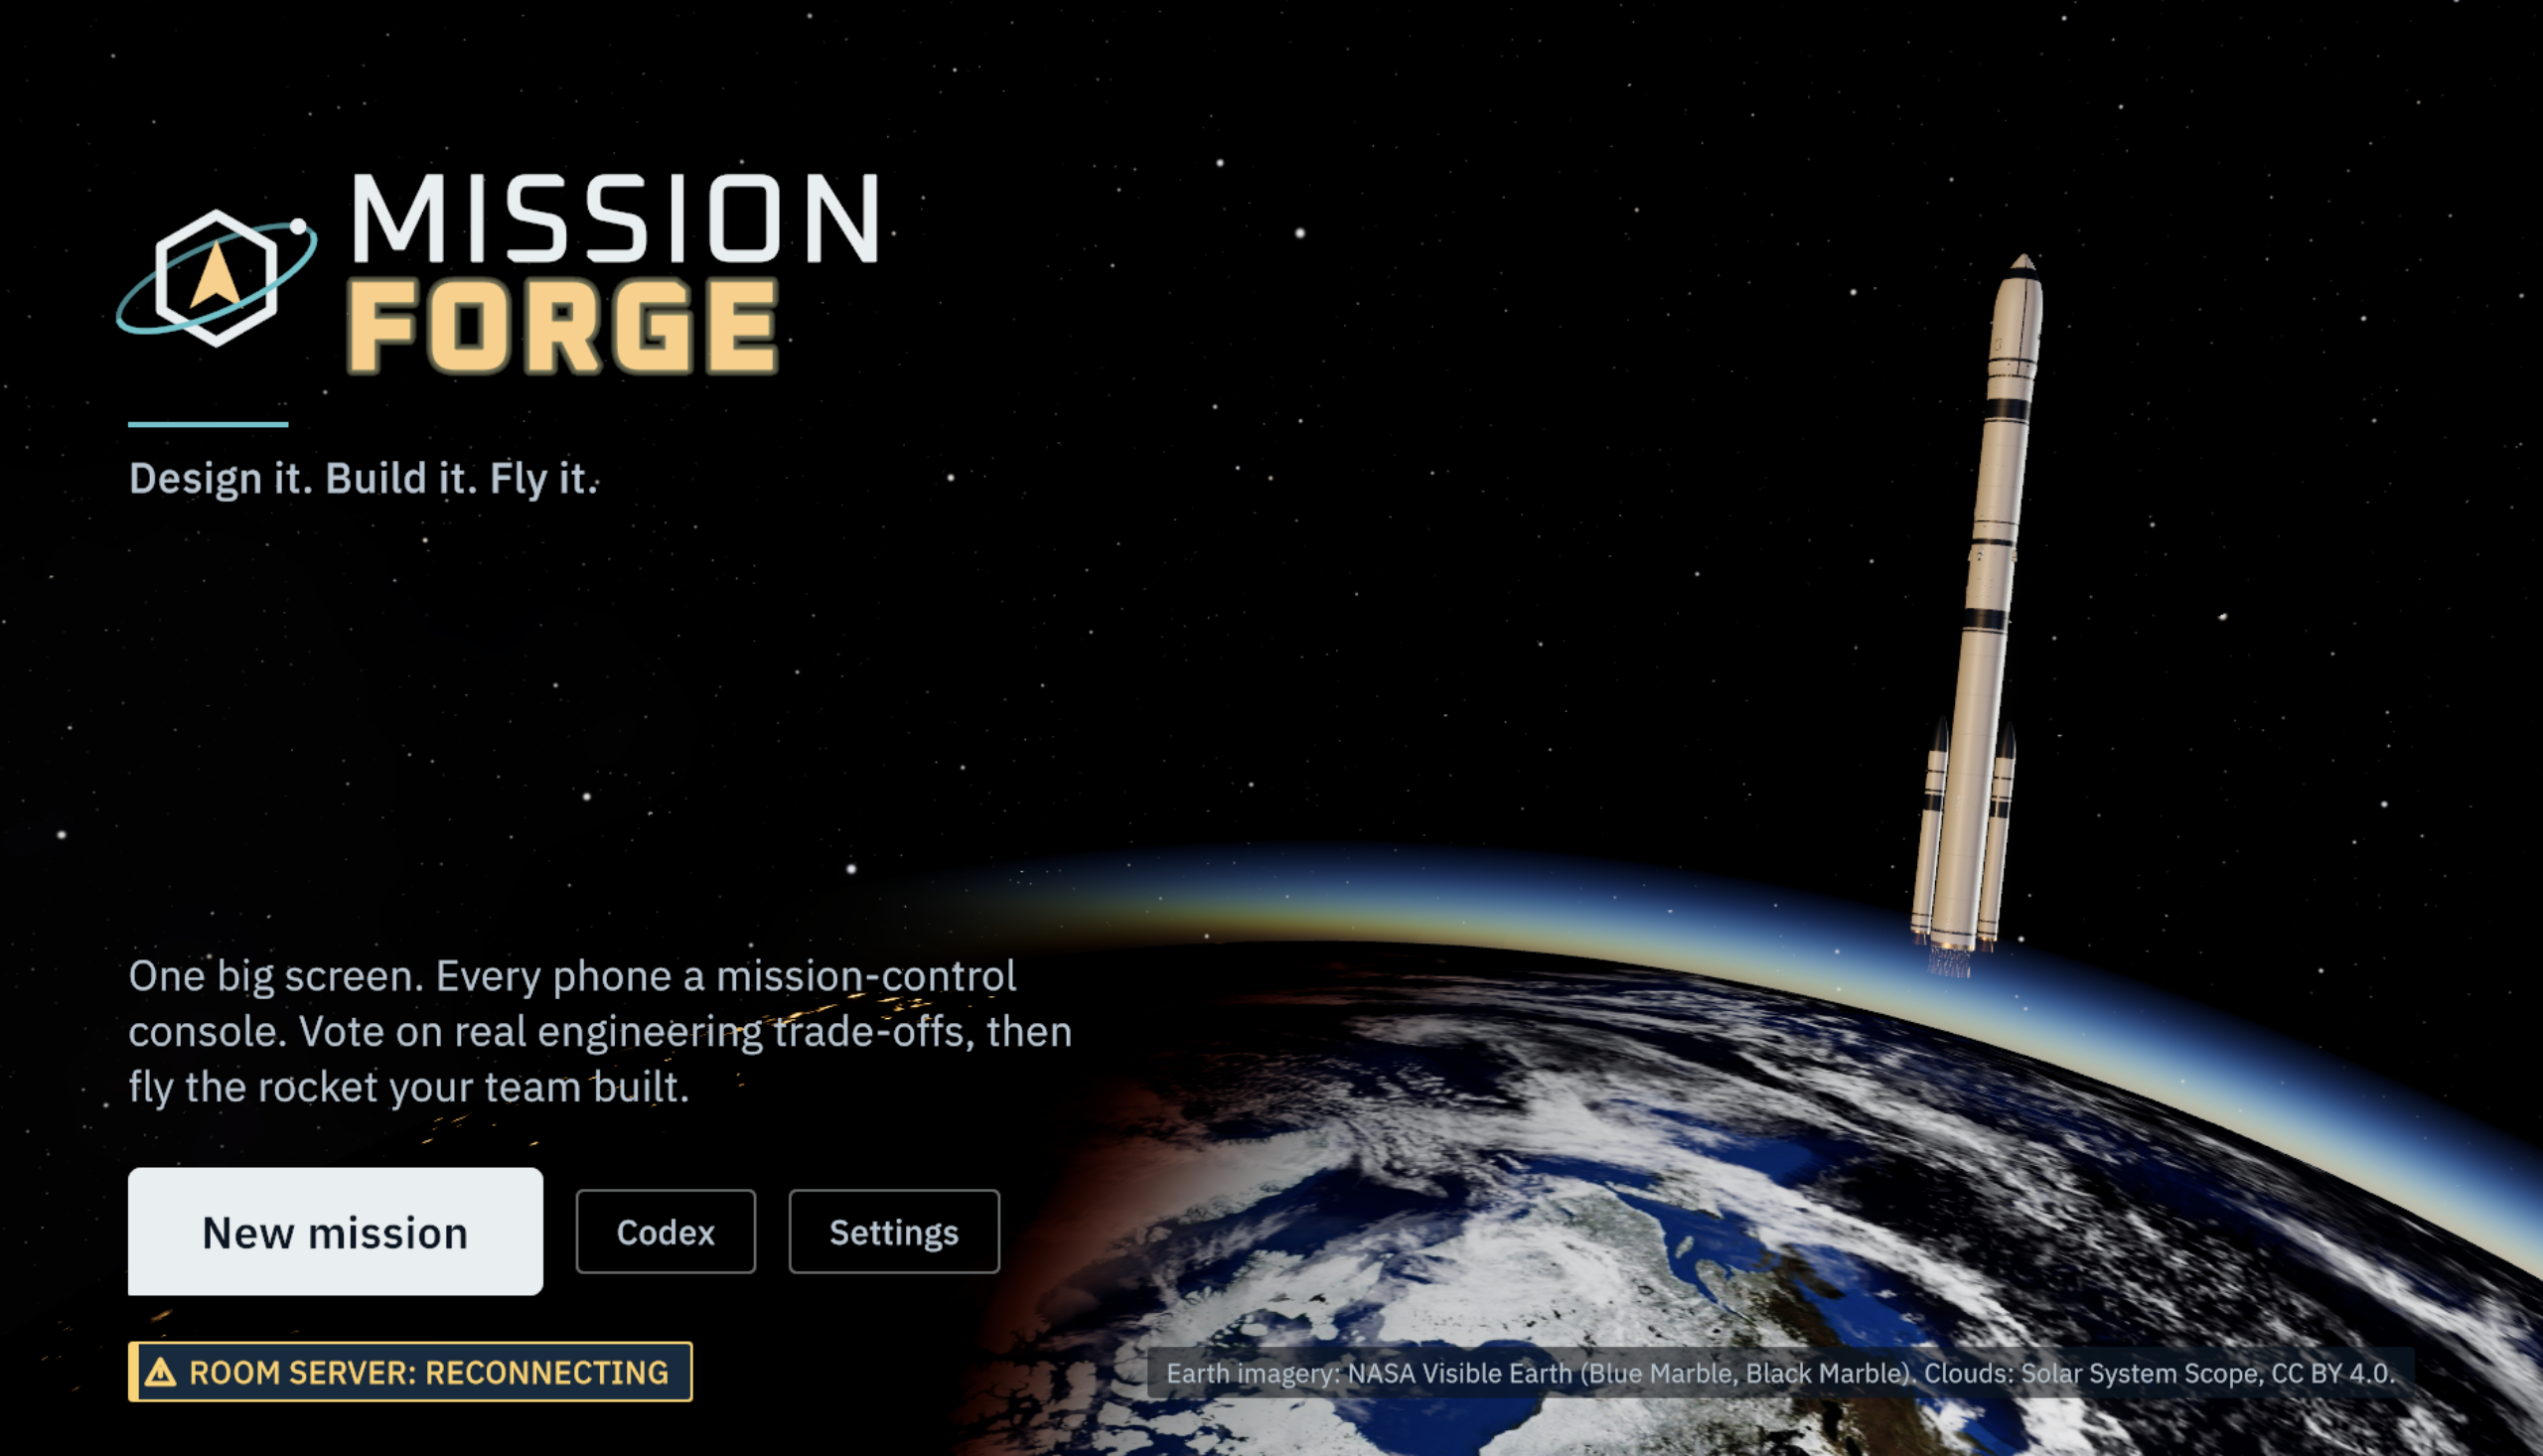 MISSION
FORGE
Design it. Build it. Fly it.
One big screen. Every phone a mission-control
console. Vote on real engineering trade-offs, then
fly the rocket your team built.
New mission
Codex
Settings
ROOM SERVER: RECONNECTING
Earth imagery: NASA Visible Earth (Blue Marble, Black Marble). Clouds: Solar System Scope, CC BY 4.0.